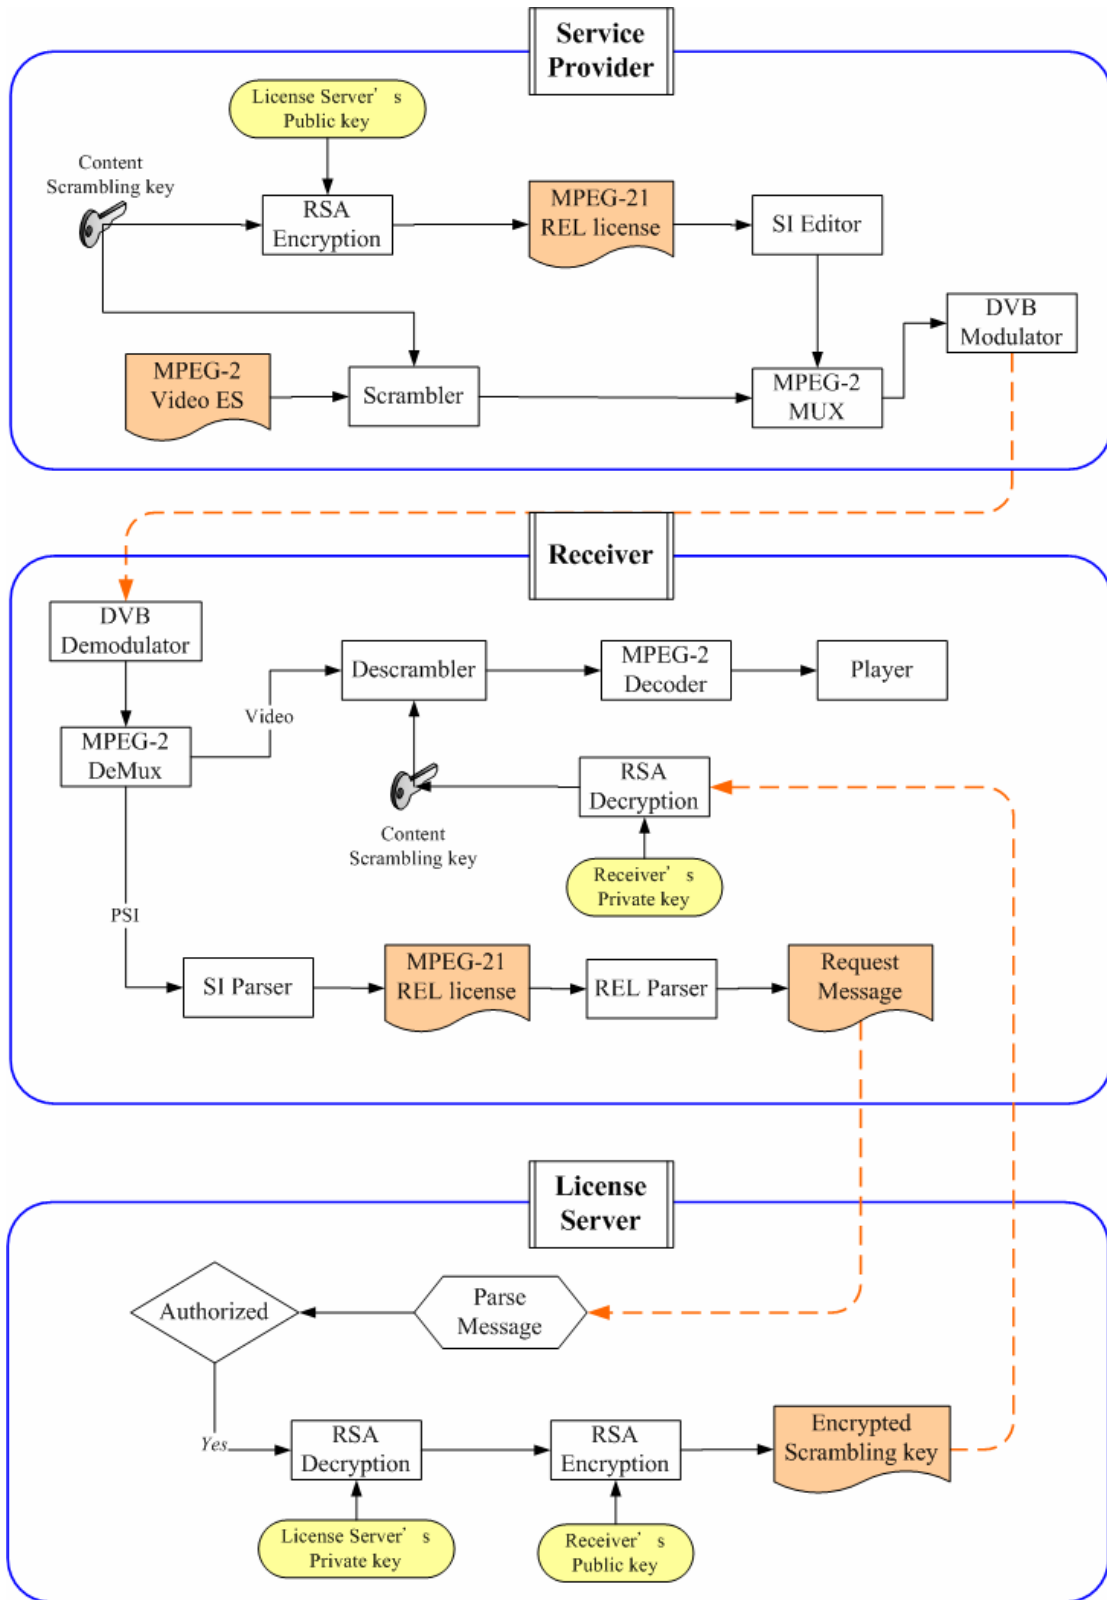 Service
Provider
License Server's
Public key
Content
Scrambling key
RSA
Encryption
MPEG-21
REL license
SI Editor
DVB
Modulator
MPEG-2
Video ES
Scrambler
MPEG-2
MUX
Receiver
DVB
Demodulator
Descrambler
MPEG-2
Decoder
Player
Video
MPEG-2
DeMux
RSA
Decryption
Content
Scrambling key
Receiver's
Private key
PSI
SI Parser
MPEG-21
REL license
REL Parser
Request
Message
License
Server
Authorized
Parse
Message
Yes
RSA
Decryption
RSA
Encryption
Encrypted
Scrambling key
License Server's
Private key
Receiver's
Public key